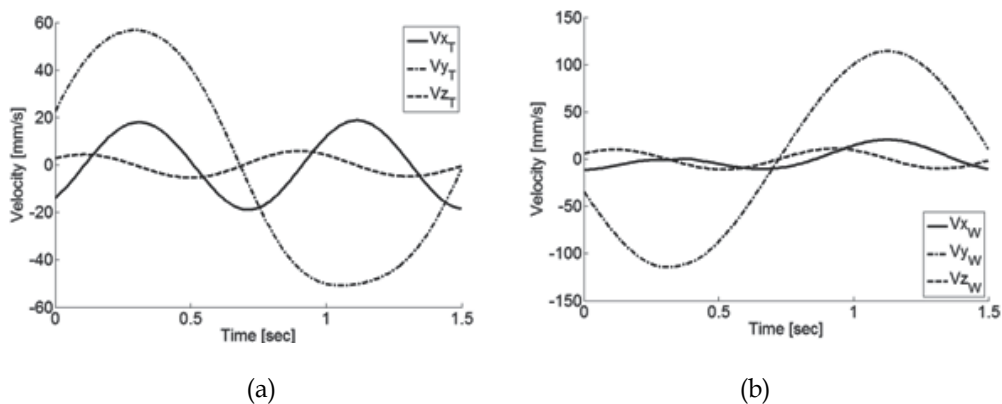 60
40
20
0
-20
-40
-60
Velocity [mm/s]
0 0.5 1 1.5
Time [sec]
Vx_T
Vy_T
Vz_T
(a)
150
100
50
0
-50
-100
-150
Velocity [mm/s]
0 0.5 1 1.5
Time [sec]
Vx_W
Vy_W
Vz_W
(b)